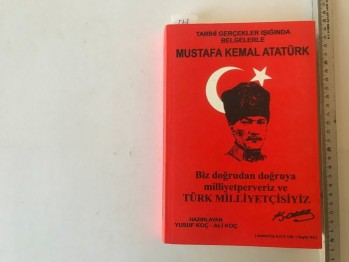 TARİHİ GERÇEKLER IŞIĞINDA
BELGELERLE
MUSTAFA KEMAL ATATÜRK
Biz doğrudan doğruya
milliyetperveriz ve
TÜRK MİLLİYETÇİSİYİZ
HAZIRLAYAN
YUSUF KOÇ - ALİ KOÇ